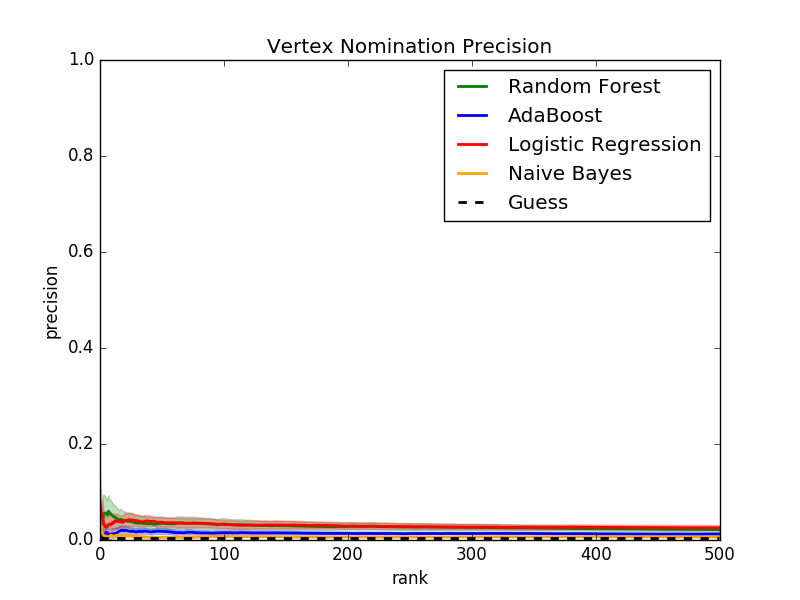 Vertex Nomination Precision
1.0
0.8
0.6
0.4
0.2
0.0
precision
Random Forest
AdaBoost
Logistic Regression
Naive Bayes
Guess
0 100 200 300 400 500
rank